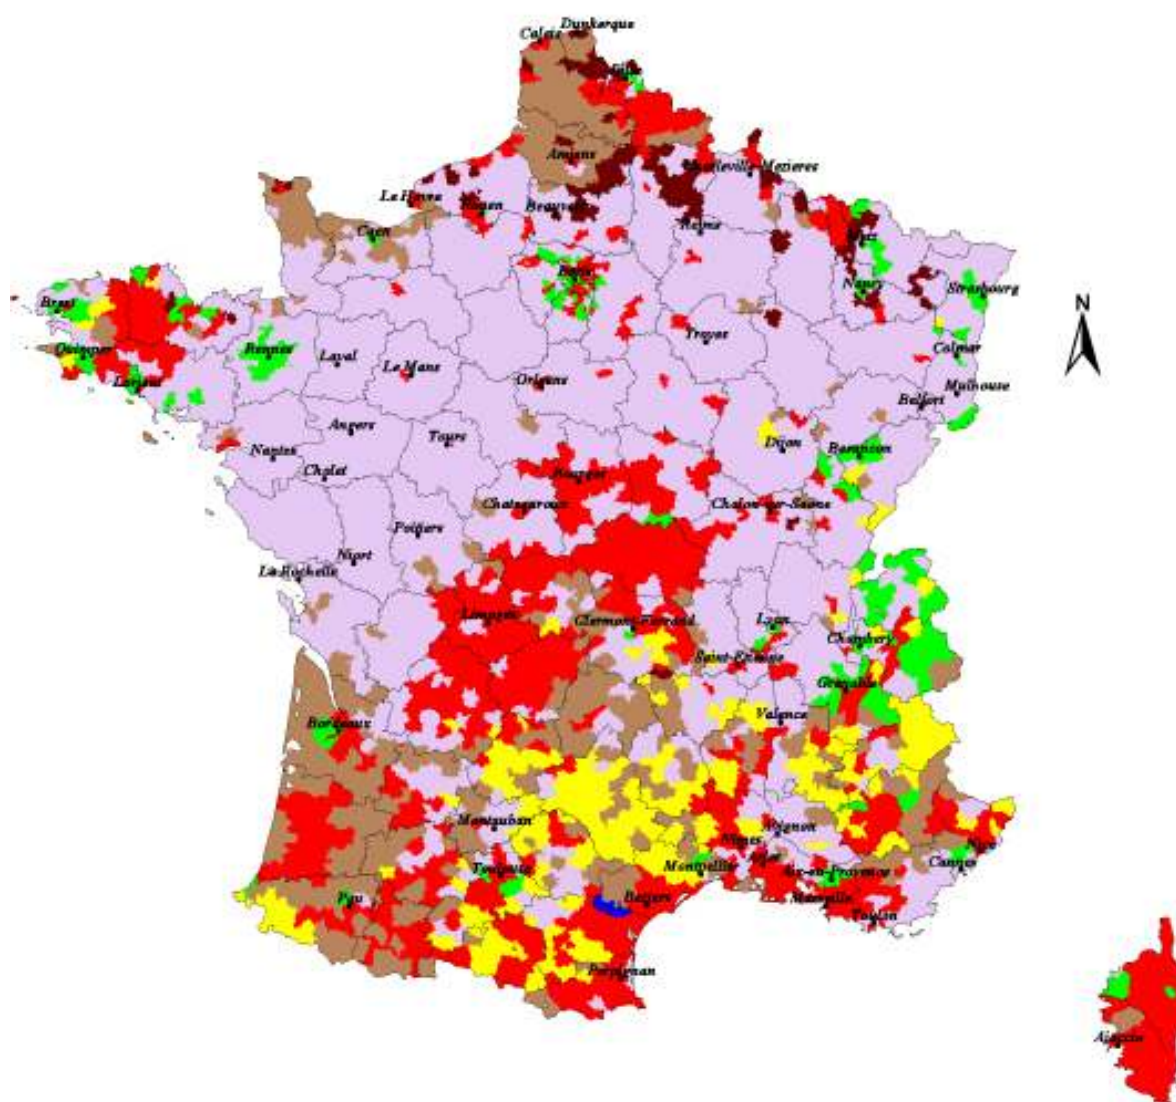 Dunkerque
Calais
Lille
Amiens
Charleville-Mezieres
Le Havre
Rouen
Beauvais
Reims
Metz
Caen
Paris
Nancy
Strasbourg
N
Brest
Quimper
Rennes
Laval
Le Mans
Troyes
Colmar
Lorient
Orleans
Mulhouse
Belfort
Angers
Tours
Dijon
Besancon
Nantes
Cholet
Bourges
Chateauroux
Chalon-sur-Saone
Poitiers
Niort
La Rochelle
Limoges
Clermont-Ferrand
Lyon
Chambery
Saint-Etienne
Grenoble
Valence
Bordeaux
Montauban
Avignon
Nimes
Arles
Nice
Toulouse
Montpellier
Aix-en-Provence
Cannes
Pau
Beziers
Marseille
Toulon
Perpignan
Ajaccio